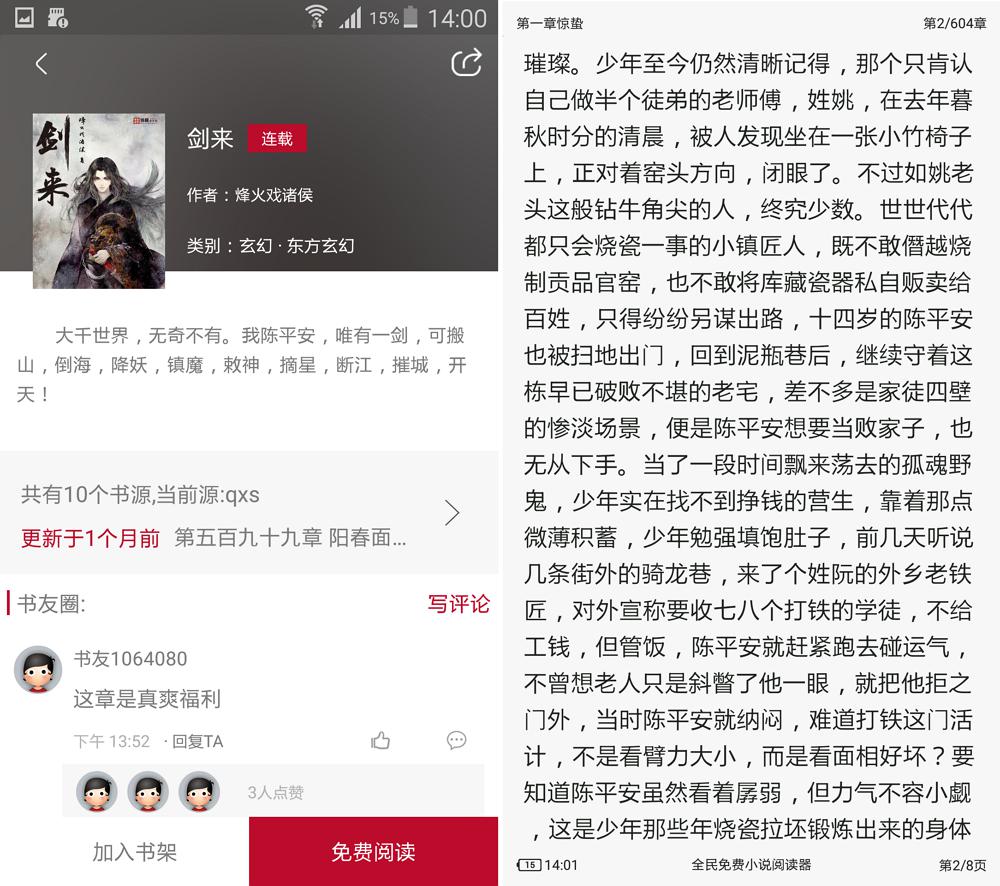 15%
14:00
剑来
剑来
连载
作者：烽火戏诸侯
类别：玄幻·东方玄幻
大千世界，无奇不有。我陈平安，唯有一剑，可搬
山，倒海，降妖，镇魔，敕神，摘星，断江，摧城，开
天！
共有10个书源,当前源:qxs
更新于1个月前 第五百九十九章 阳春面...
书友圈:
写评论
书友1064080
这章是真爽福利
下午 13:52 ·回复TA
3人点赞
加入书架
免费阅读
第一章惊蛰
第2/604章
璀璨。少年至今仍然清晰记得，那个只肯认
自己做半个徒弟的老师傅，姓姚，在去年暮
秋时分的清晨，被人发现坐在一张小竹椅子
上，正对着窑头方向，闭眼了。不过如姚老
头这般钻牛角尖的人，终究少数。世世代代
都只会烧瓷一事的小镇匠人，既不敢僭越烧
制贡品官窑，也不敢将库藏瓷器私自贩卖给
百姓，只得纷纷另谋出路，十四岁的陈平安
也被扫地出门，回到泥瓶巷后，继续守着这
栋早已破败不堪的老宅，差不多是家徒四壁
的惨淡场景，便是陈平安想要当败家子，也
无从下手。当了一段时间飘来荡去的孤魂野
鬼，少年实在找不到挣钱的营生，靠着那点
微薄积蓄，少年勉强填饱肚子，前几天听说
几条街外的骑龙巷，来了个姓阮的外乡老铁
匠，对外宣称要收七八个打铁的学徒，不给
工钱，但管饭，陈平安就赶紧跑去碰运气，
不曾想老人只是斜瞥了他一眼，就把他拒之
门外，当时陈平安就纳闷，难道打铁这门活
计，不是看臂力大小，而是看面相好坏？要
知道陈平安虽然看着孱弱，但力气不容小觑
，这是少年那些年烧瓷拉坯锻炼出来的身体
15 14:01
全民免费小说阅读器
第2/8页